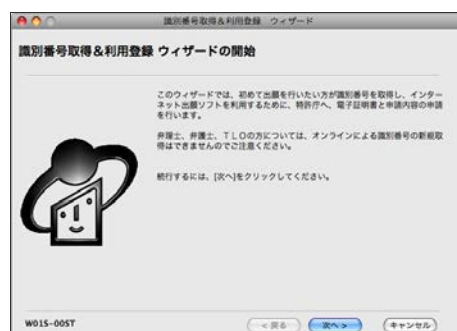 識別番号取得＆利用登録　ウィザード
識別番号取得＆利用登録 ウィザードの開始
このウィザードでは、初めて出願を行いたい方が識別番号を取得し、インター
ネット出願ソフトを利用するために、特許庁へ、電子証明書と申請内容の申請
を行います。
弁理士、弁護士、ＴＬＯの方については、オンラインによる識別番号の新規取
得はできませんのでご注意ください。
続行するには、[次へ]をクリックしてください。
W01S-00ST
< 戻る
次へ >
キャンセル